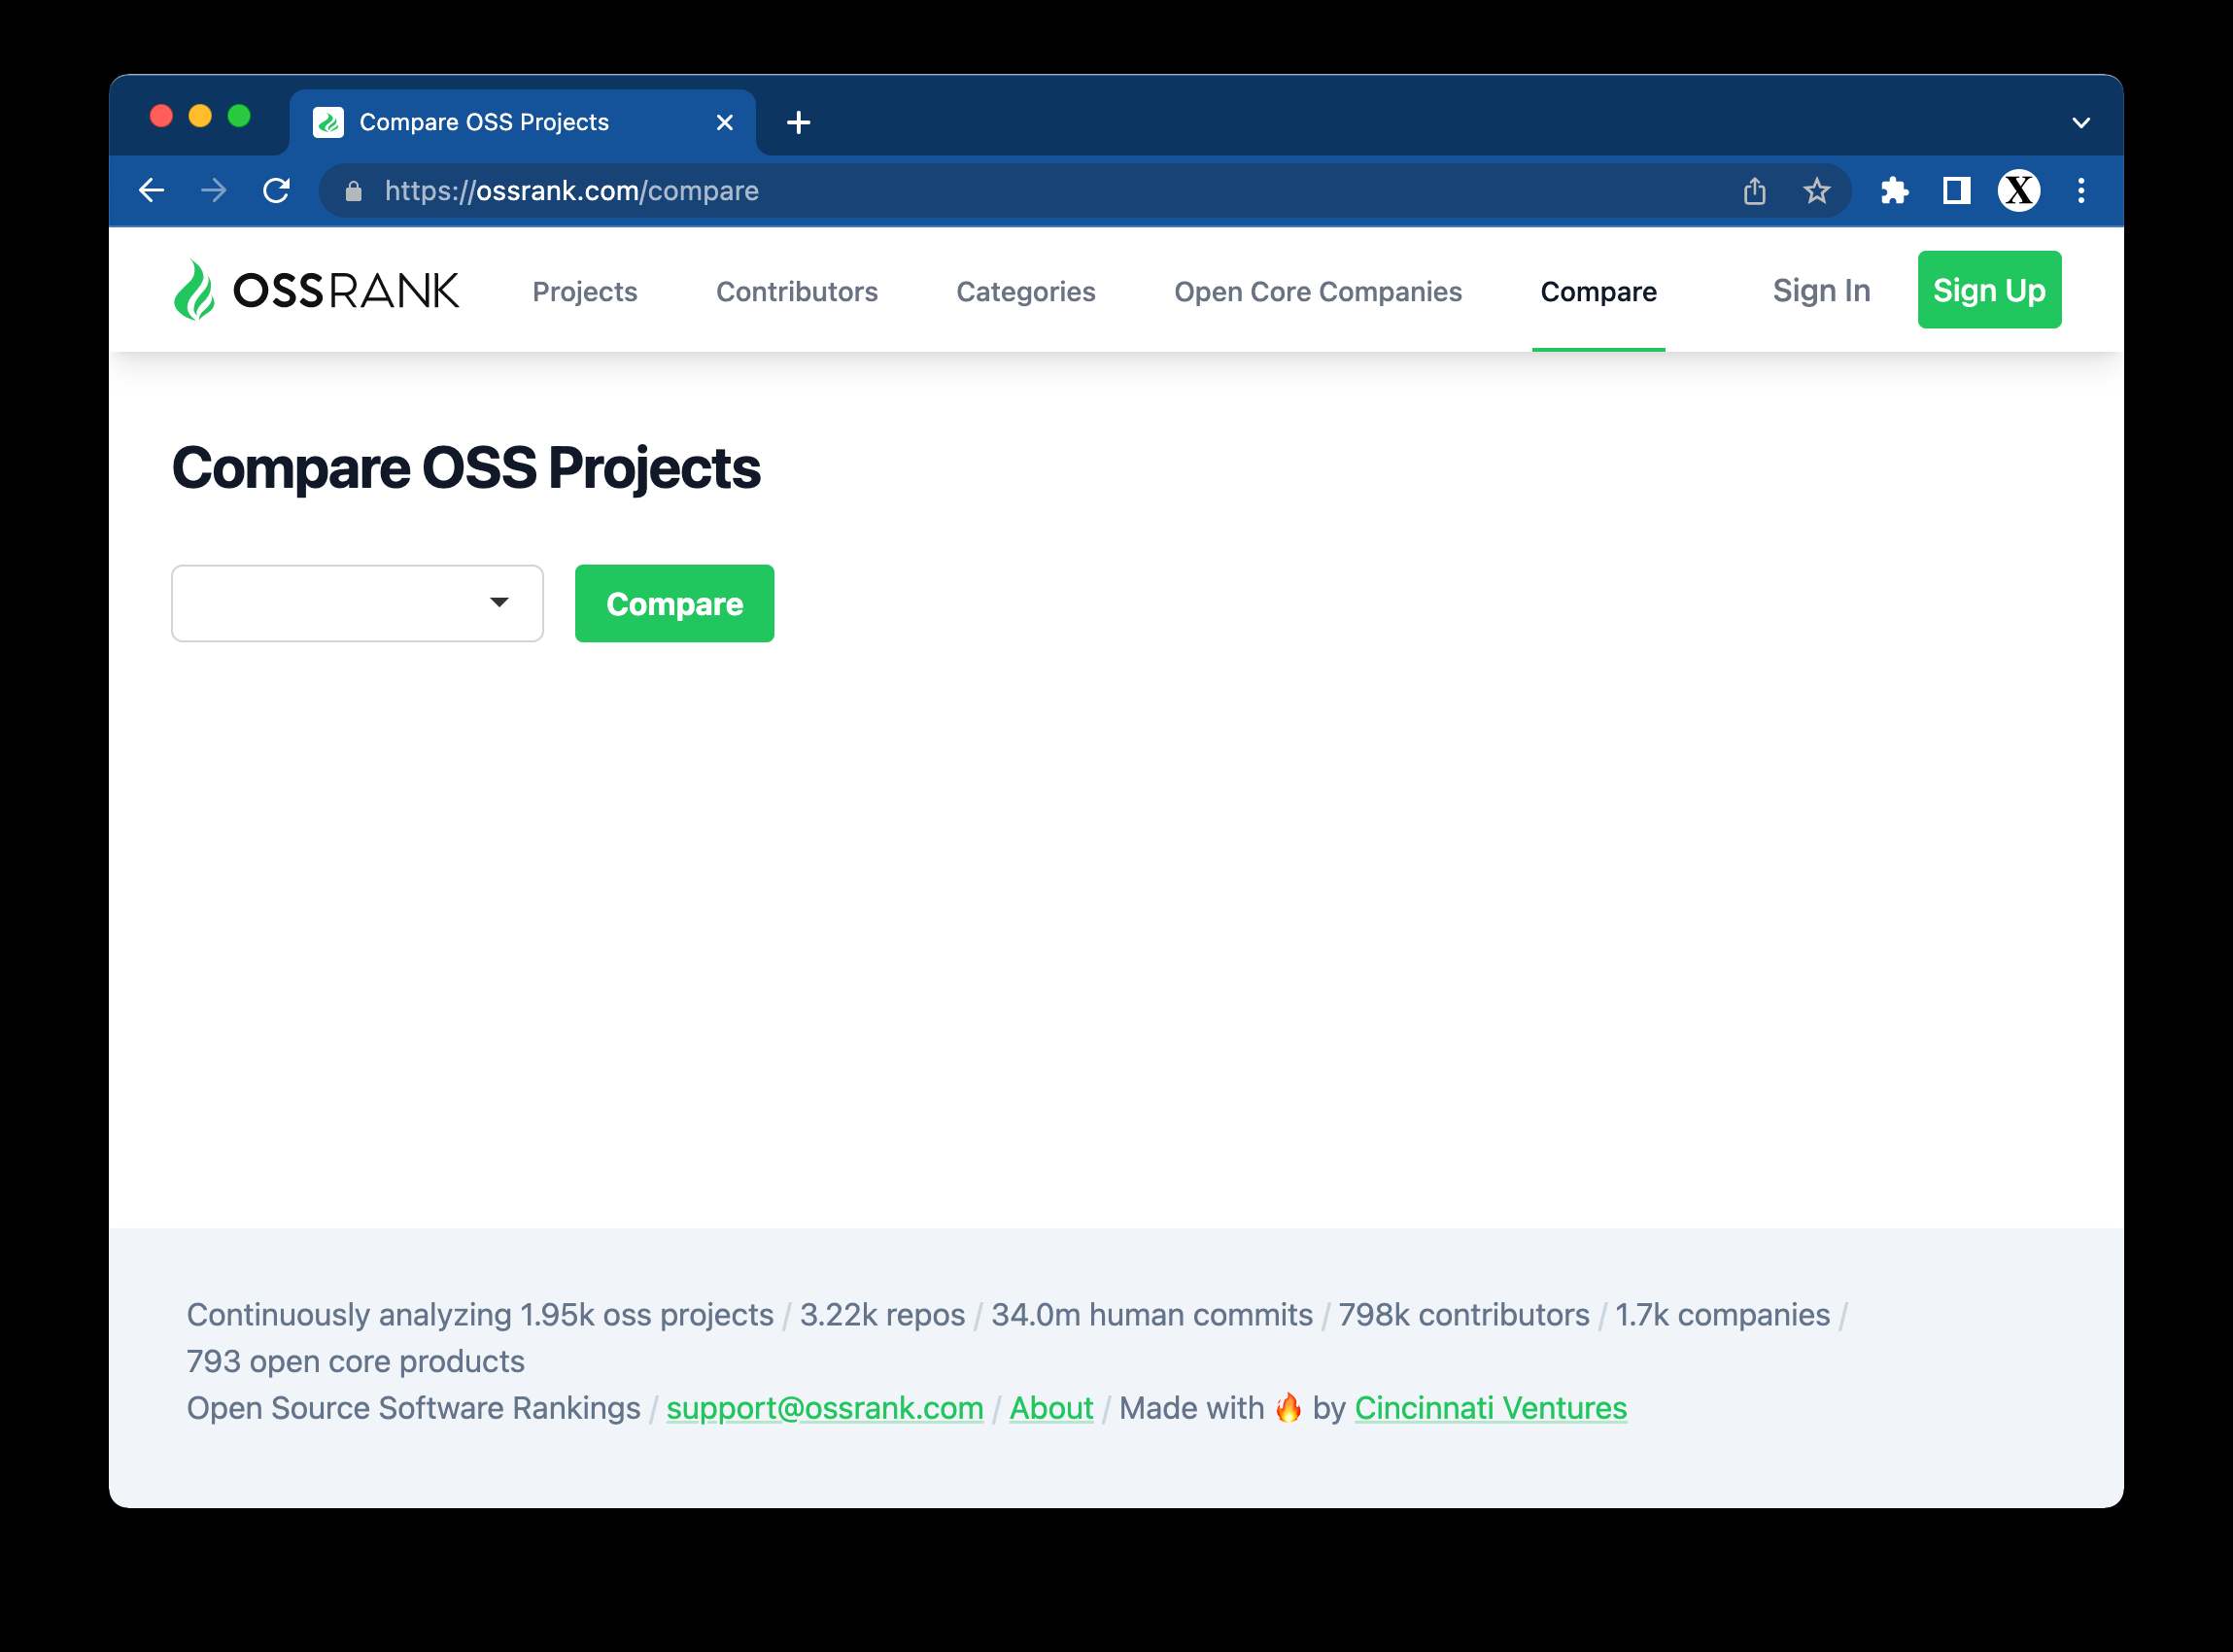 Compare OSS Projects
https://ossrank.com/compare
OSSRANK Projects Contributors Categories Open Core Companies Compare Sign In Sign Up
Compare OSS Projects
Compare
Continuously analyzing 1.95k oss projects / 3.22k repos / 34.0m human commits / 798k contributors / 1.7k companies /
793 open core products
Open Source Software Rankings / support@ossrank.com / About / Made with 🔥 by Cincinnati Ventures